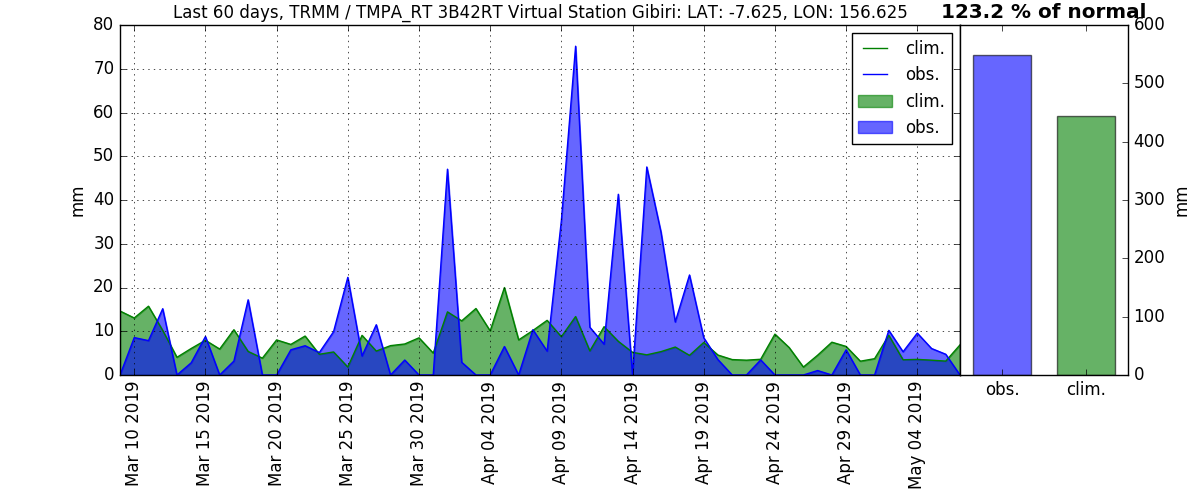 Last 60 days, TRMM / TMPA_RT 3B42RT Virtual Station Gibiri: LAT: -7.625, LON: 156.625
123.2 % of normal
80
70
60
50
40
30
20
10
0
mm
clim.
obs.
clim.
obs.
600
500
400
300
200
100
0
mm
obs.
clim.
Mar 10 2019
Mar 15 2019
Mar 20 2019
Mar 25 2019
Mar 30 2019
Apr 04 2019
Apr 09 2019
Apr 14 2019
Apr 19 2019
Apr 24 2019
Apr 29 2019
May 04 2019